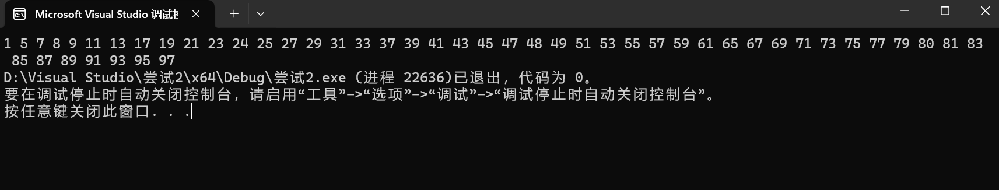 Microsoft Visual Studio 调试
1 5 7 8 9 11 13 17 19 21 23 24 25 27 29 31 33 37 39 41 43 45 47 48 49 51 53 55 57 59 61 65 67 69 71 73 75 77 79 80 81 83
85 87 89 91 93 95 97
D:\Visual Studio\尝试2\x64\Debug\尝试2.exe (进程 22636)已退出，代码为 0。
要在调试停止时自动关闭控制台，请启用“工具”->“选项”->“调试”->“调试停止时自动关闭控制台”。
按任意键关闭此窗口. . .